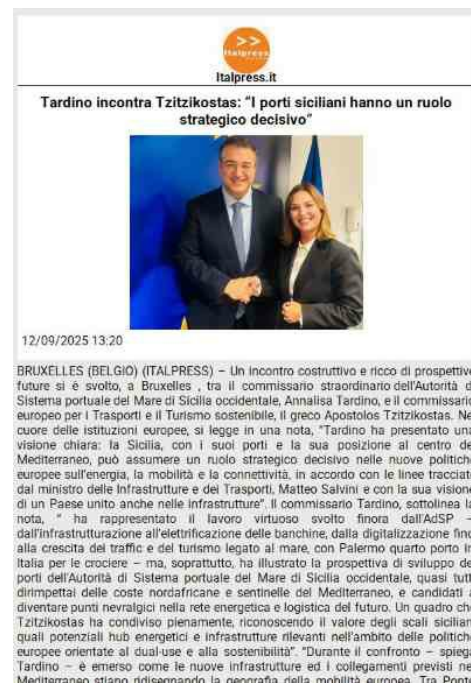 >>
Italpress
Italpress.it
Tardino incontra Tzitzikostas: “I porti siciliani hanno un ruolo
strategico decisivo”
12/09/2025 13:20
BRUXELLES (BELGIO) (ITALPRESS) – Un incontro costruttivo e ricco di prospettive
future si è svolto, a Bruxelles , tra il commissario straordinario dell'Autorità d
Sistema portuale del Mare di Sicilia occidentale, Annalisa Tardino, e il commissario
europeo per i Trasporti e il Turismo sostenibile, il greco Apostolos Tzitzikostas. Ne
cuore delle istituzioni europee, si legge in una nota, “Tardino ha presentato una
visione chiara: la Sicilia, con i suoi porti e la sua posizione al centro de
Mediterraneo, può assumere un ruolo strategico decisivo nelle nuove politiche
europee sull'energia, la mobilità e la connettività, in accordo con le linee tracciate
dal ministro delle Infrastrutture e dei Trasporti, Matteo Salvini e con la sua visione
di un Paese unito anche nelle infrastrutture”. Il commissario Tardino, sottolinea la
nota, “ ha rappresentato il lavoro virtuoso svolto finora dall'AdSP –
dall'infrastrutturazione all'elettrificazione delle banchine, dalla digitalizzazione fino
alla crescita del traffico e del turismo legato al mare, con Palermo quarto porto in
Italia per le crociere – ma, soprattutto, ha illustrato la prospettiva di sviluppo de
porti dell'Autorità di Sistema portuale del Mare di Sicilia occidentale, quasi tutt
dirimpettai delle coste nordafricane e sentinelle del Mediterraneo, e candidati a
diventare punti nevralgici nella rete energetica e logistica del futuro. Un quadro che
Tzitzikostas ha condiviso pienamente, riconoscendo il valore degli scali sicilian
quali potenziali hub energetici e infrastrutture rilevanti nell'ambito delle politiche
europee orientate al dual-use e alla sostenibilità”. “Durante il confronto – spiega
Tardino – è emerso come le nuove infrastrutture ed i collegamenti previsti ne
Mediterraneo stiano ridisegnando la geografia della mobilità europea. Tra Ponte